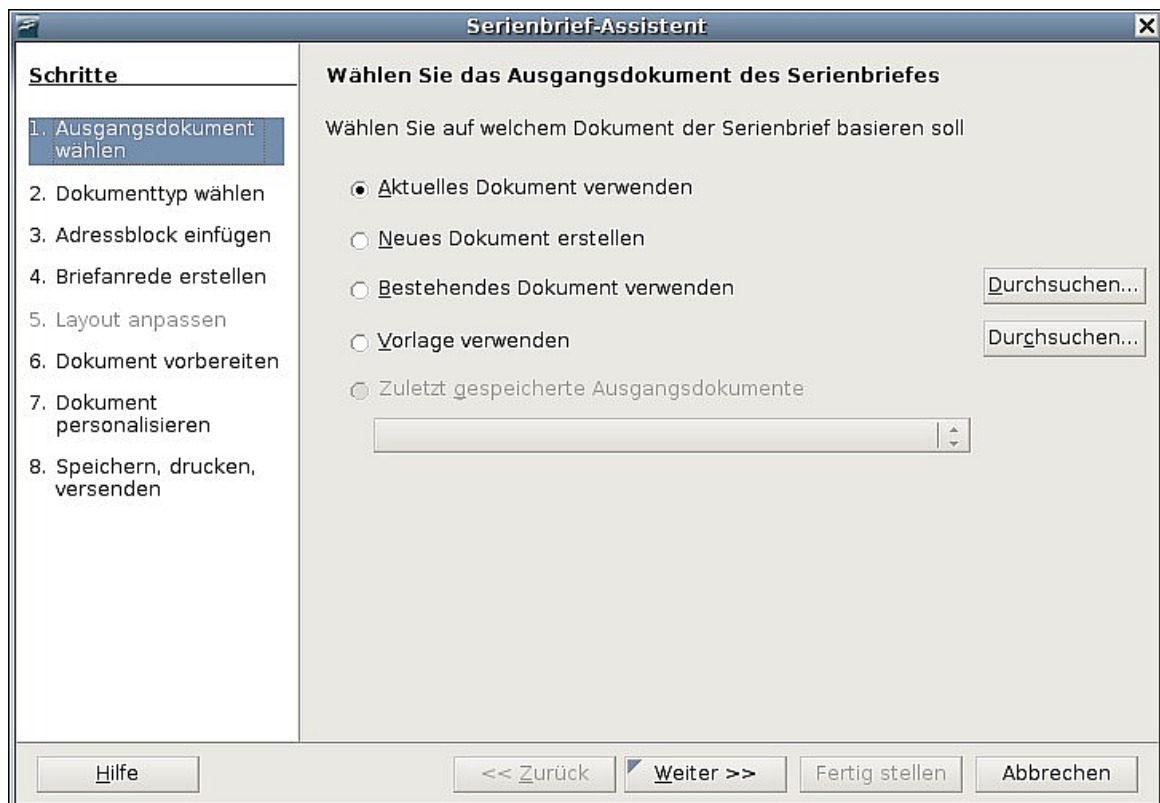 Serienbrief-Assistent
Schritte
1. Ausgangsdokument
wählen
2. Dokumenttyp wählen
3. Adressblock einfügen
4. Briefanrede erstellen
5. Layout anpassen
6. Dokument vorbereiten
7. Dokument
personalisieren
8. Speichern, drucken,
versenden
Wählen Sie das Ausgangsdokument des Serienbriefes
Wählen Sie auf welchem Dokument der Serienbrief basieren soll
Aktuelles Dokument verwenden
Neues Dokument erstellen
Bestehendes Dokument verwenden
Durchsuchen...
Vorlage verwenden
Durchsuchen...
Zuletzt gespeicherte Ausgangsdokumente
Hilfe
<< Zurück
Weiter >>
Fertig stellen
Abbrechen